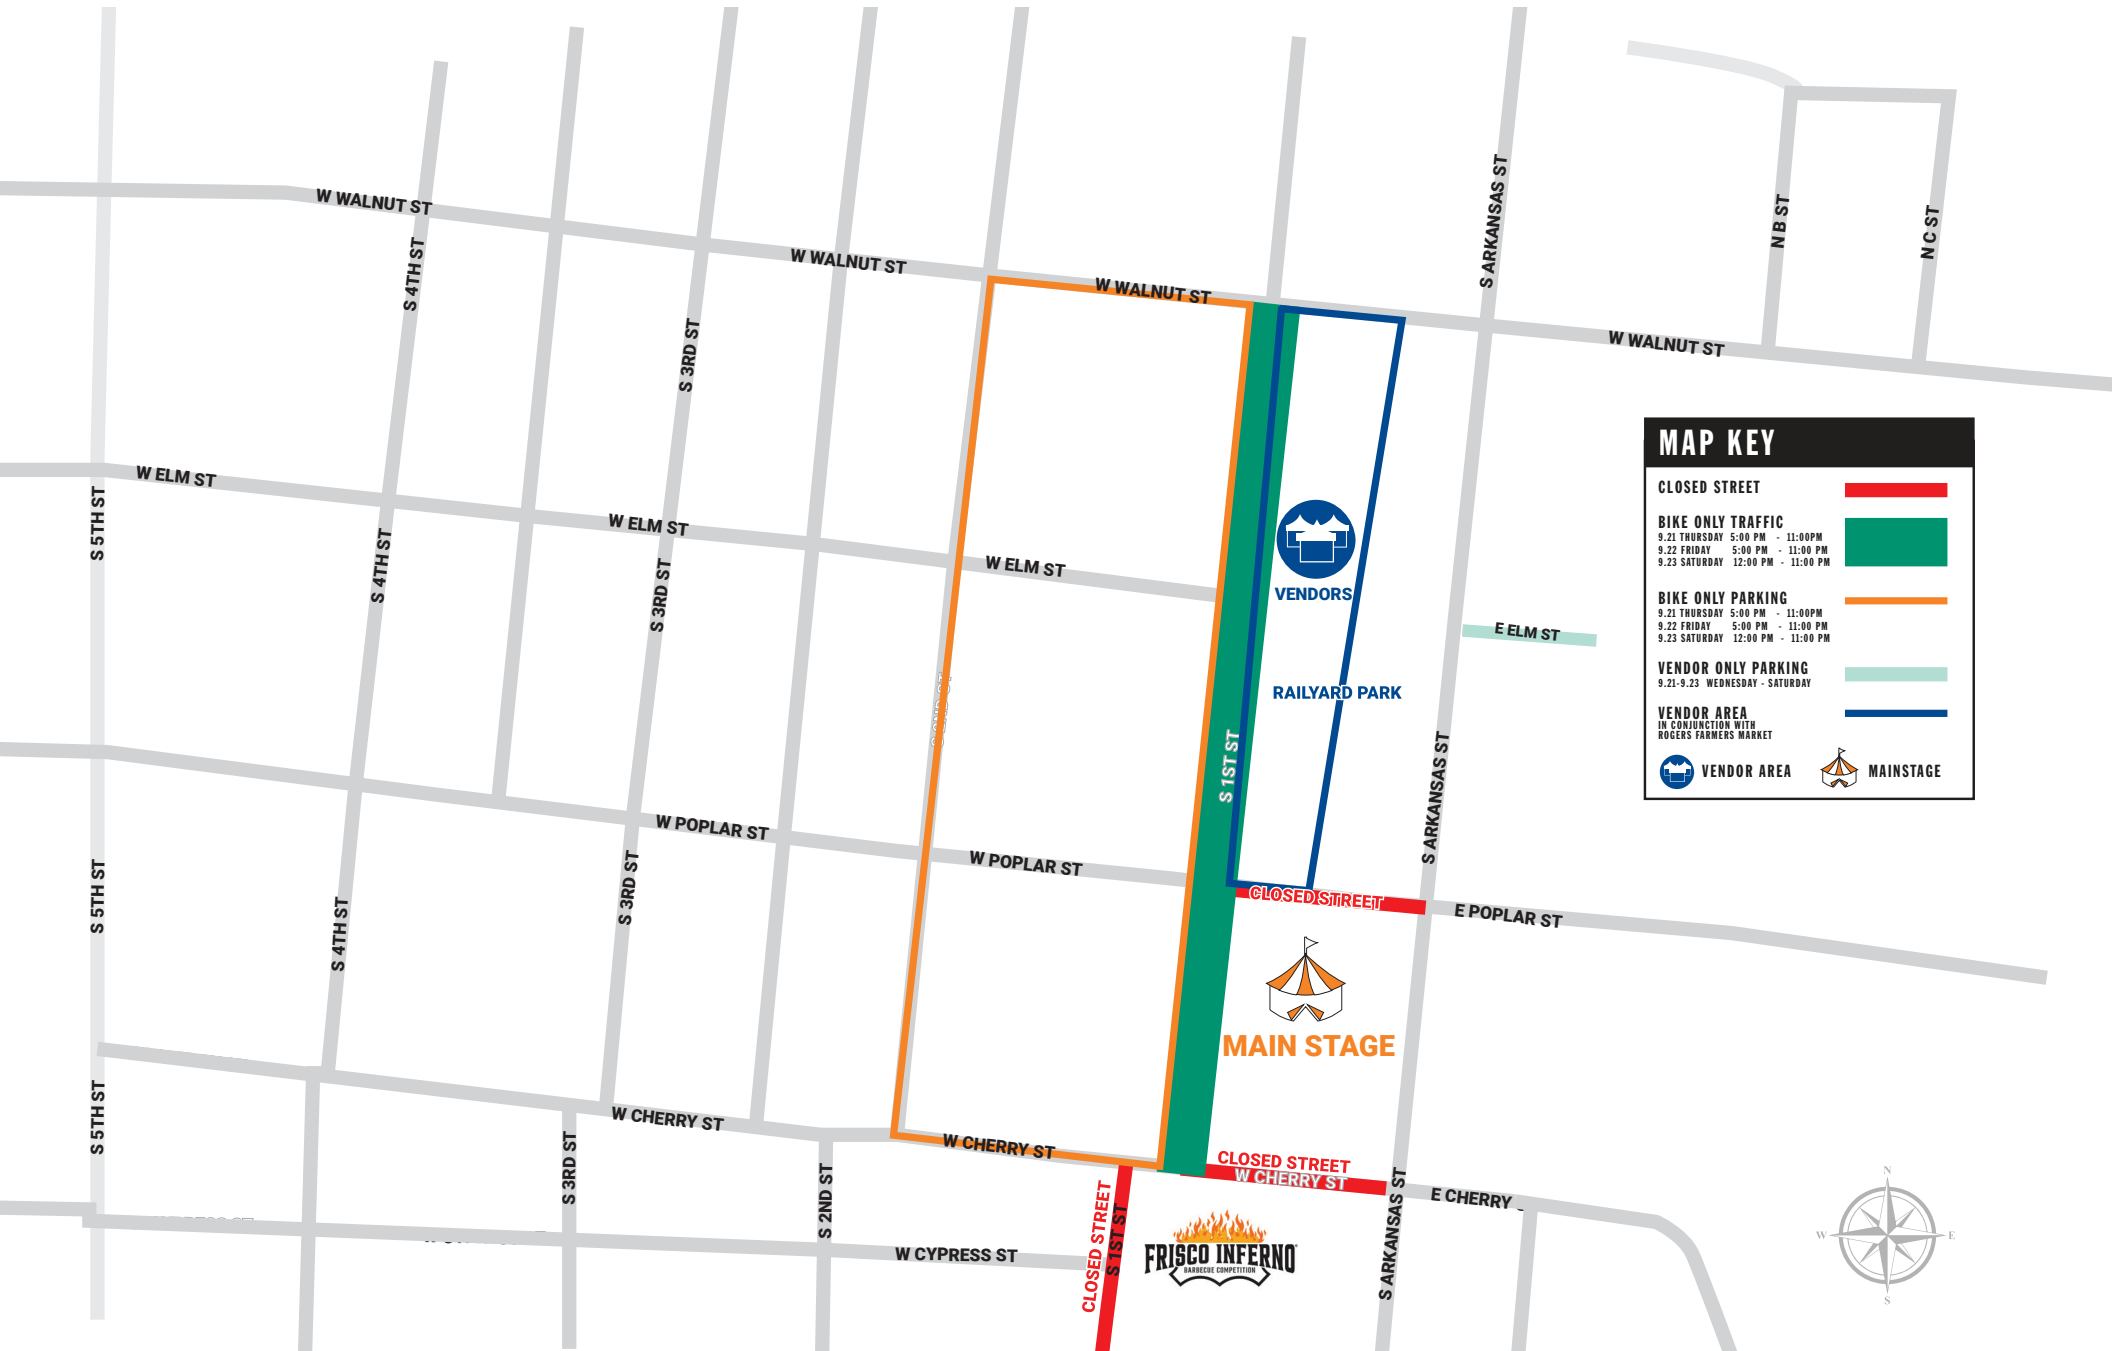 W WALNUT ST
W WALNUT ST
W WALNUT ST
W WALNUT ST
S ARKANSAS ST
N B ST
N C ST
S 4TH ST
S 3RD ST
W ELM ST
W ELM ST
W ELM ST
E ELM ST
S 5TH ST
S 4TH ST
S 3RD ST
VENDORS
RAILYARD PARK
S 1ST ST
S ARKANSAS ST
MAP KEY
CLOSED STREET
BIKE ONLY TRAFFIC
9.21 THURSDAY 5:00 PM - 11:00PM
9.22 FRIDAY 5:00 PM - 11:00 PM
9.23 SATURDAY 12:00 PM - 11:00 PM
BIKE ONLY PARKING
9.21 THURSDAY 5:00 PM - 11:00PM
9.22 FRIDAY 5:00 PM - 11:00 PM
9.23 SATURDAY 12:00 PM - 11:00 PM
VENDOR ONLY PARKING
9.21-9.23 WEDNESDAY - SATURDAY
VENDOR AREA
IN CONJUNCTION WITH
ROGERS FARMERS MARKET
VENDOR AREA
MAINSTAGE
W POPLAR ST
W POPLAR ST
CLOSED STREET
E POPLAR ST
S 5TH ST
S 4TH ST
S 3RD ST
MAIN STAGE
W CHERRY ST
W CHERRY ST
CLOSED STREET
W CHERRY ST
E CHERRY
S 5TH ST
S 3RD ST
S 2ND ST
CLOSED STREET
S 1ST ST
S ARKANSAS ST
W CYPRESS ST
FRISCO INFERNO
BARBECUE COMPETITION
N
W
E
S